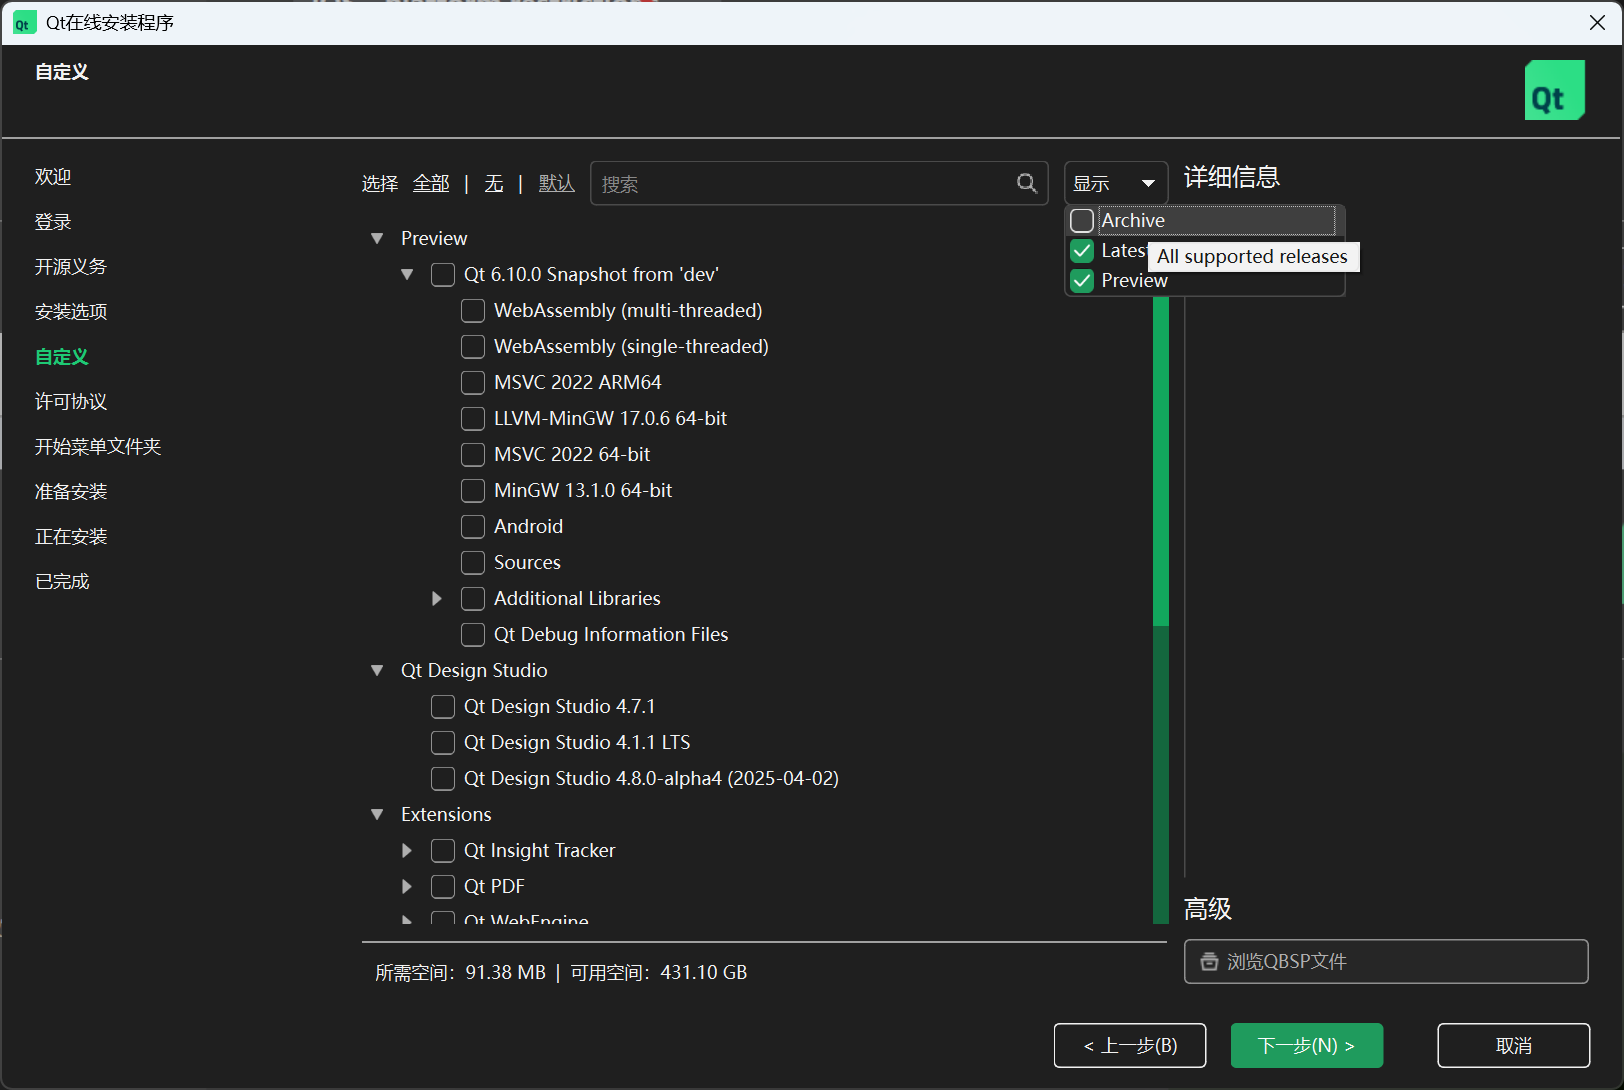 Qt在线安装程序
自定义
Qt
欢迎
登录
开源义务
安装选项
自定义
许可协议
开始菜单文件夹
准备安装
正在安装
已完成
选择 全部 | 无 | 默认
搜索
显示
Archive
Lates
Preview
All supported releases
详细信息
Preview
Qt 6.10.0 Snapshot from 'dev'
WebAssembly (multi-threaded)
WebAssembly (single-threaded)
MSVC 2022 ARM64
LLVM-MinGW 17.0.6 64-bit
MSVC 2022 64-bit
MinGW 13.1.0 64-bit
Android
Sources
Additional Libraries
Qt Debug Information Files
Qt Design Studio
Qt Design Studio 4.7.1
Qt Design Studio 4.1.1 LTS
Qt Design Studio 4.8.0-alpha4 (2025-04-02)
Extensions
Qt Insight Tracker
Qt PDF
Qt WebEngine
所需空间：91.38 MB | 可用空间：431.10 GB
高级
浏览QBSP文件
< 上一步(B)
下一步(N) >
取消